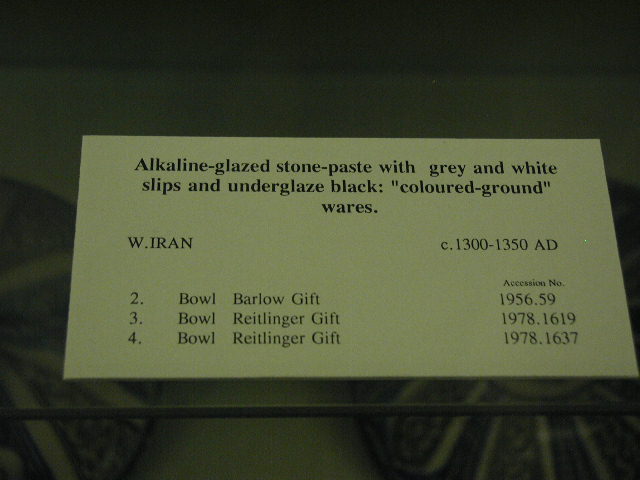 Alkaline-glazed stone-paste with grey and white
slips and underglaze black: "coloured-ground"
wares.
W.IRAN c.1300-1350 AD
Accession No.
2. Bowl Barlow Gift 1956.59
3. Bowl Reitlinger Gift 1978.1619
4. Bowl Reitlinger Gift 1978.1637